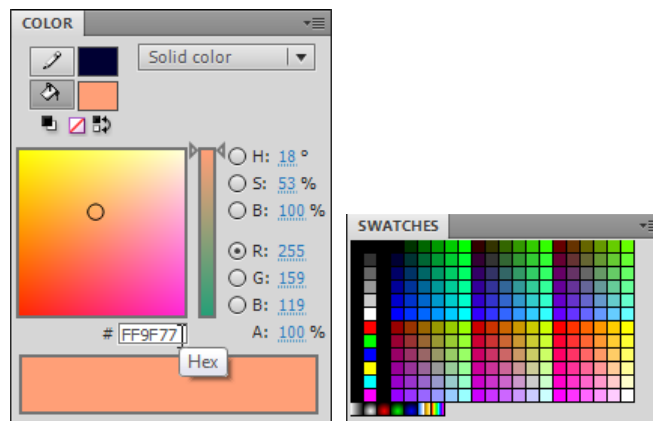 COLOR
Solid color
H: 18 °
S: 53 %
B: 100 %
R: 255
G: 159
B: 119
# FF9F77
A: 100 %
Hex
SWATCHES